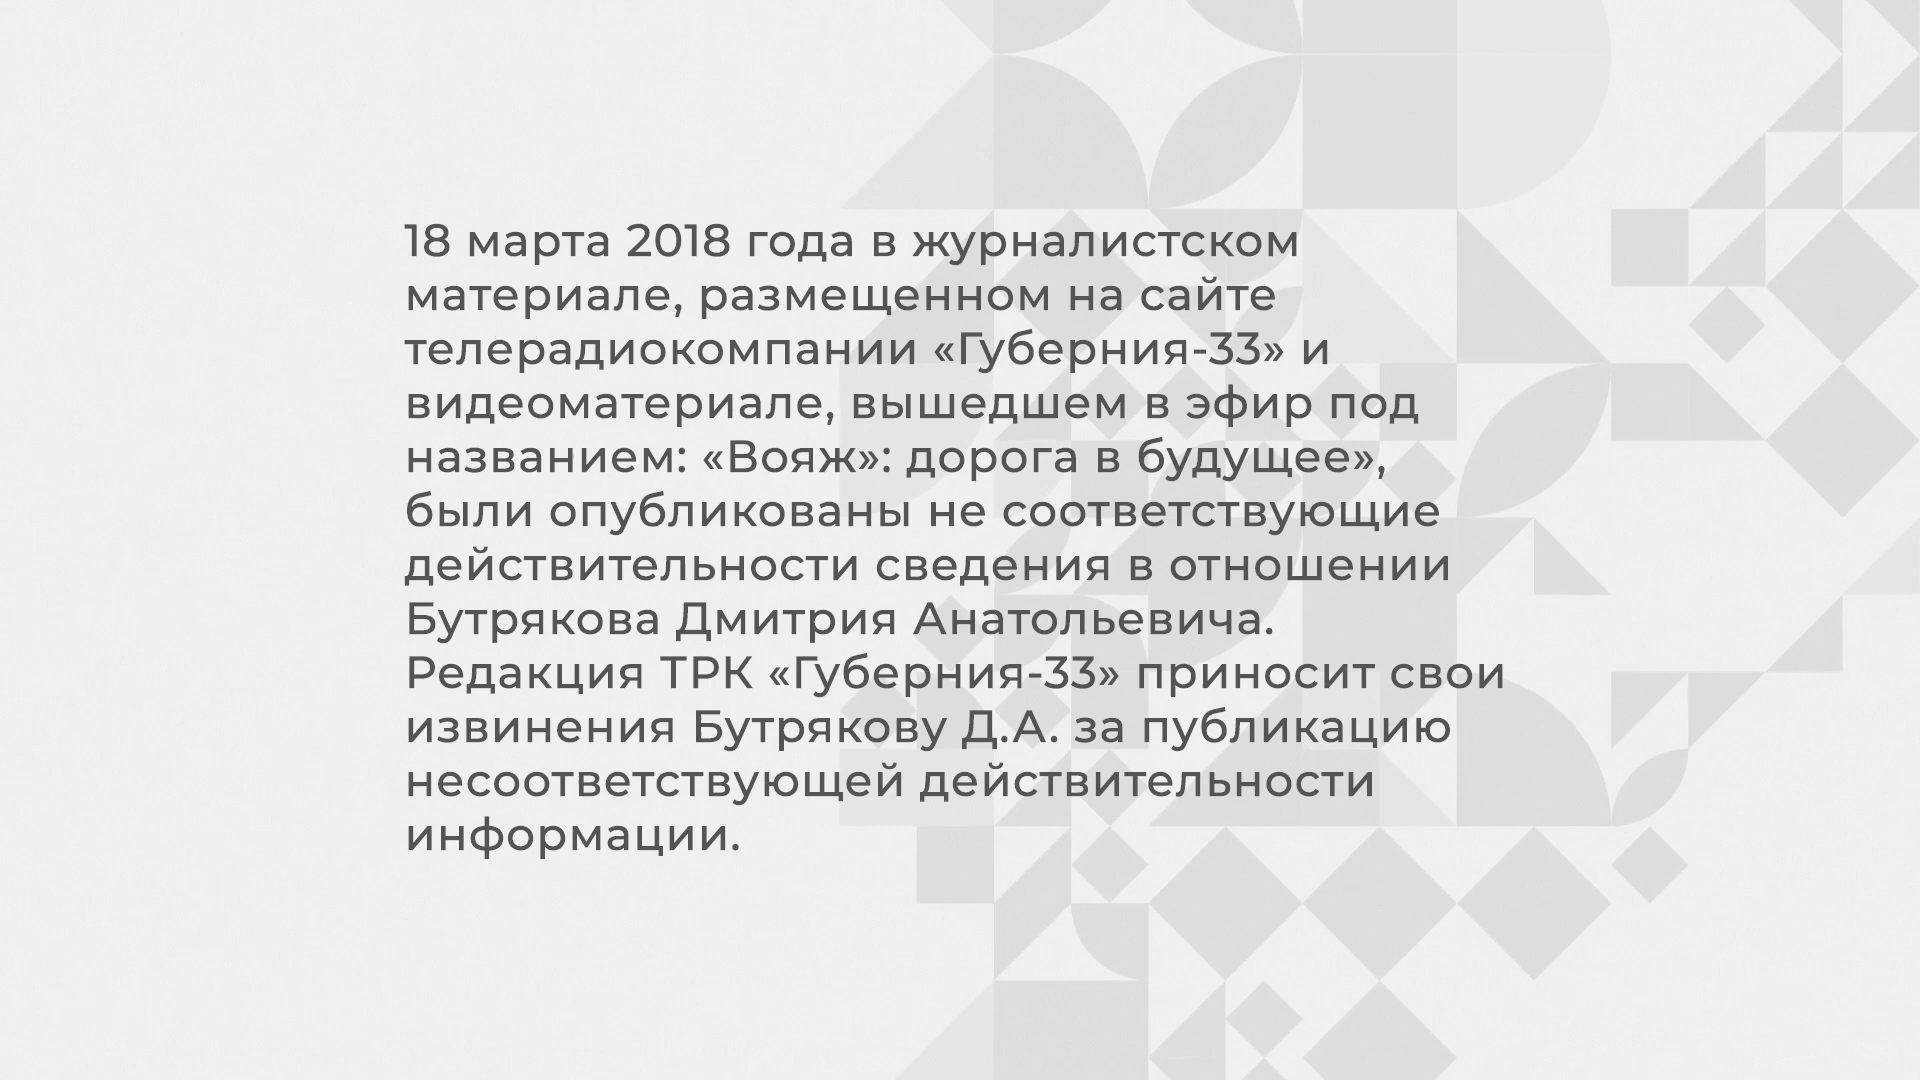 18 марта 2018 года в журналистском
материале, размещенном на сайте
телерадиокомпании «Губерния-33» и
видеоматериале, вышедшем в эфир под
названием: «Вояж»: дорога в будущее»,
были опубликованы не соответствующие
действительности сведения в отношении
Бутрякова Дмитрия Анатольевича.
Редакция ТРК «Губерния-33» приносит свои
извинения Бутрякову Д.А. за публикацию
несоответствующей действительности
информации.